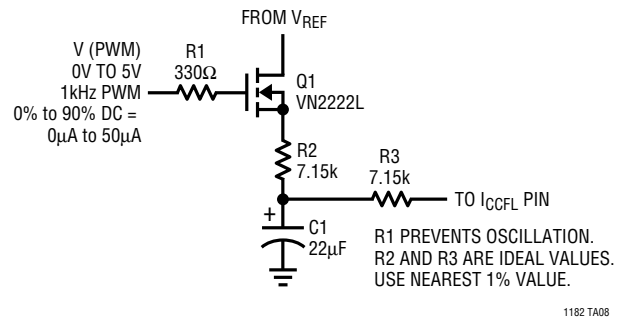 FROM VREF
V (PWM)
0V TO 5V
1kHz PWM
0% to 90% DC =
0µA to 50µA
R1
330Ω
Q1
VN2222L
R2
7.15k
R3
7.15k
TO ICCFL PIN
+
C1
22µF
R1 PREVENTS OSCILLATION.
R2 AND R3 ARE IDEAL VALUES.
USE NEAREST 1% VALUE.
1182 TA08